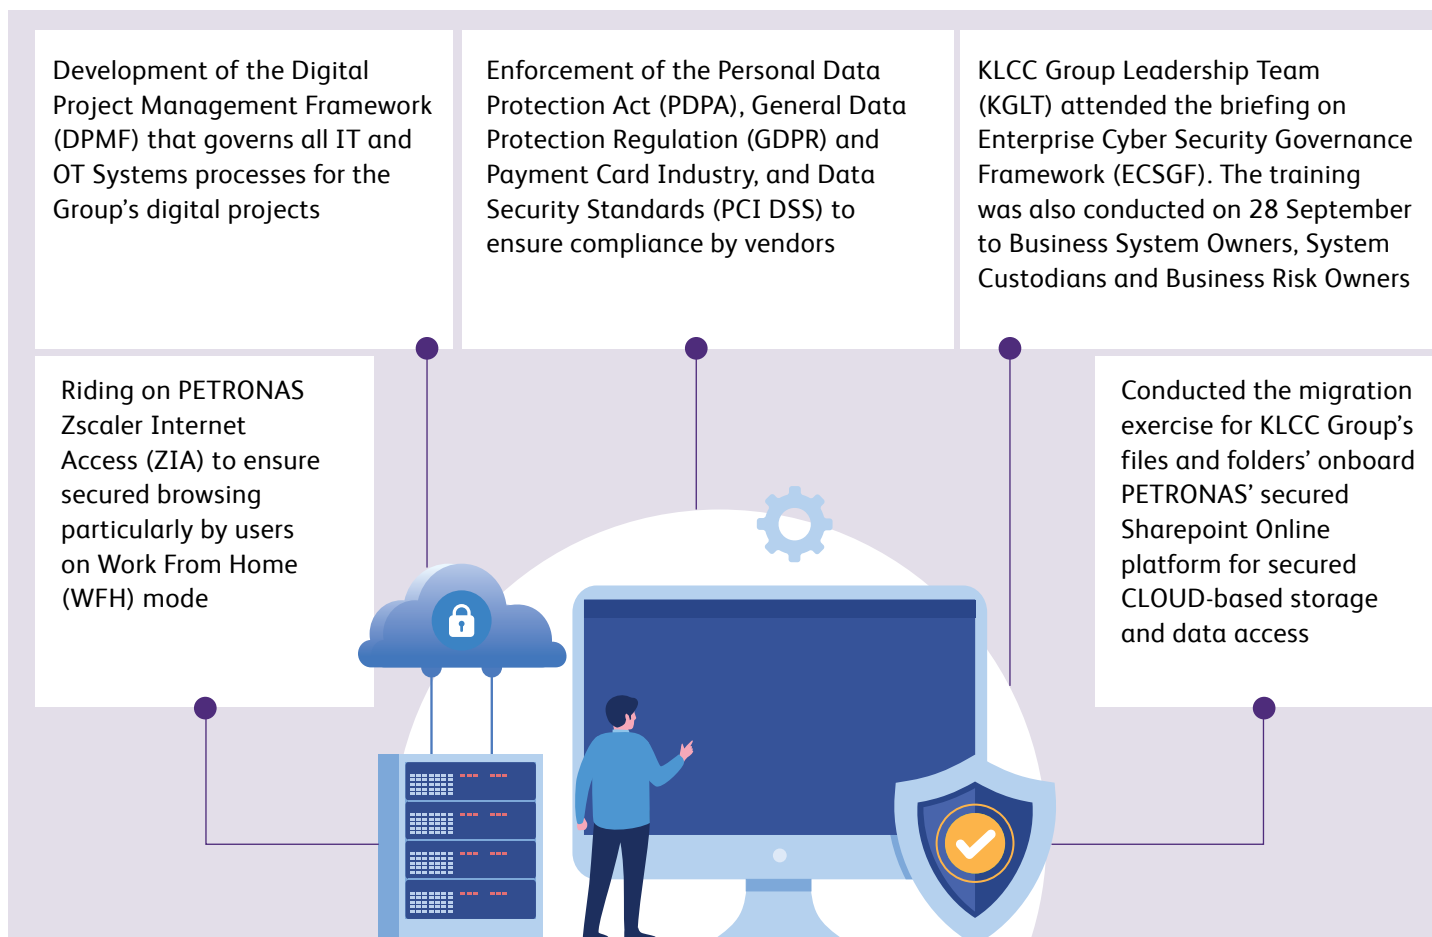 Development of the Digital
Project Management Framework
(DPMF) that governs all IT and
OT Systems processes for the
Group’s digital projects
Enforcement of the Personal Data
Protection Act (PDPA), General Data
Protection Regulation (GDPR) and
Payment Card Industry, and Data
Security Standards (PCI DSS) to
ensure compliance by vendors
KLCC Group Leadership Team
(KGLT) attended the briefing on
Enterprise Cyber Security Governance
Framework (ECSGF). The training
was also conducted on 28 September
to Business System Owners, System
Custodians and Business Risk Owners
Riding on PETRONAS
Zscaler Internet
Access (ZIA) to ensure
secured browsing
particularly by users
on Work From Home
(WFH) mode
Conducted the migration
exercise for KLCC Group’s
files and folders’ onboard
PETRONAS’ secured
Sharepoint Online
platform for secured
CLOUD-based storage
and data access